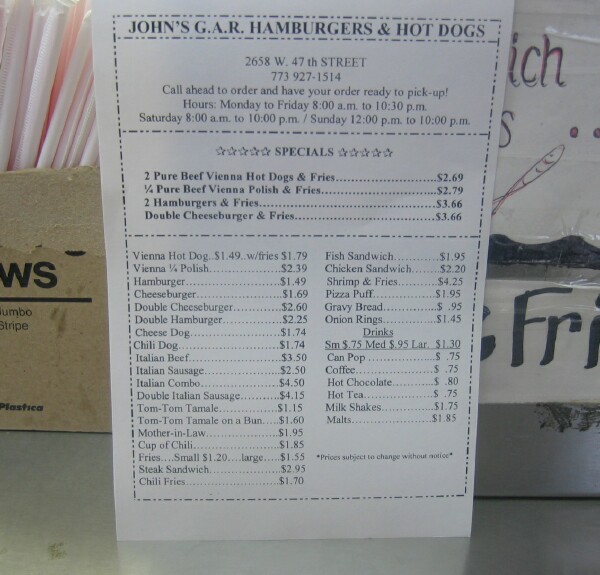 JOHN'S G.A.R. HAMBURGERS & HOT DOGS
2658 W. 47 th STREET
773 927-1514
Call ahead to order and have your order ready to pick-up!
Hours: Monday to Friday 8:00 a.m. to 10:30 p.m.
Saturday 8:00 a.m. to 10:00 p.m. / Sunday 12:00 p.m. to 10:00 p.m.
☆☆☆☆☆ SPECIALS ☆☆☆☆☆
2 Pure Beef Vienna Hot Dogs & Fries...................................$2.69
¼ Pure Beef Vienna Polish & Fries.....................................$2.79
2 Hamburgers & Fries..................................................$3.66
Double Cheeseburger & Fries...........................................$3.66
Vienna Hot Dog..$1.49..w/fries $1.79
Vienna ¼ Polish........................$2.39
Hamburger..............................$1.49
Cheeseburger...........................$1.69
Double Cheeseburger....................$2.60
Double Hamburger.......................$2.25
Cheese Dog.............................$1.74
Chili Dog..............................$1.74
Italian Beef...........................$3.50
Italian Sausage........................$2.50
Italian Combo..........................$4.50
Double Italian Sausage.................$4.15
Tom-Tom Tamale.........................$1.15
Tom-Tom Tamale on a Bun.....$1.60
Mother-in-Law..........................$1.95
Cup of Chili...........................$1.85
Fries....Small $1.20....large....$1.55
Steak Sandwich.........................$2.95
Chili Fries............................$1.70
Fish Sandwich..............$1.95
Chicken Sandwich.........$2.20
Shrimp & Fries.............$4.25
Pizza Puff.................$1.95
Gravy Bread................$ .95
Onion Rings................$1.45
Drinks
Sm $.75 Med $.95 Lar. $1.30
Can Pop ...................$ .75
Coffee.....................$ .75
Hot Chocolate..............$ .80
Hot Tea....................$ .75
Milk Shakes................$1.75
Malts......................$1.85
*Prices subject to change without notice*
ws
Jumbo
Stripe
Plastica
ich
s ..
Fri